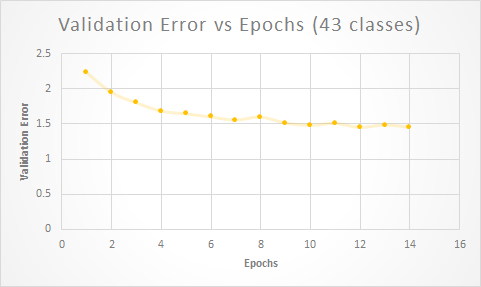 Validation Error vs Epochs (43 classes)
2.5
2
1.5
1
0.5
0
Validation Error
0 2 4 6 8 10 12 14 16
Epochs